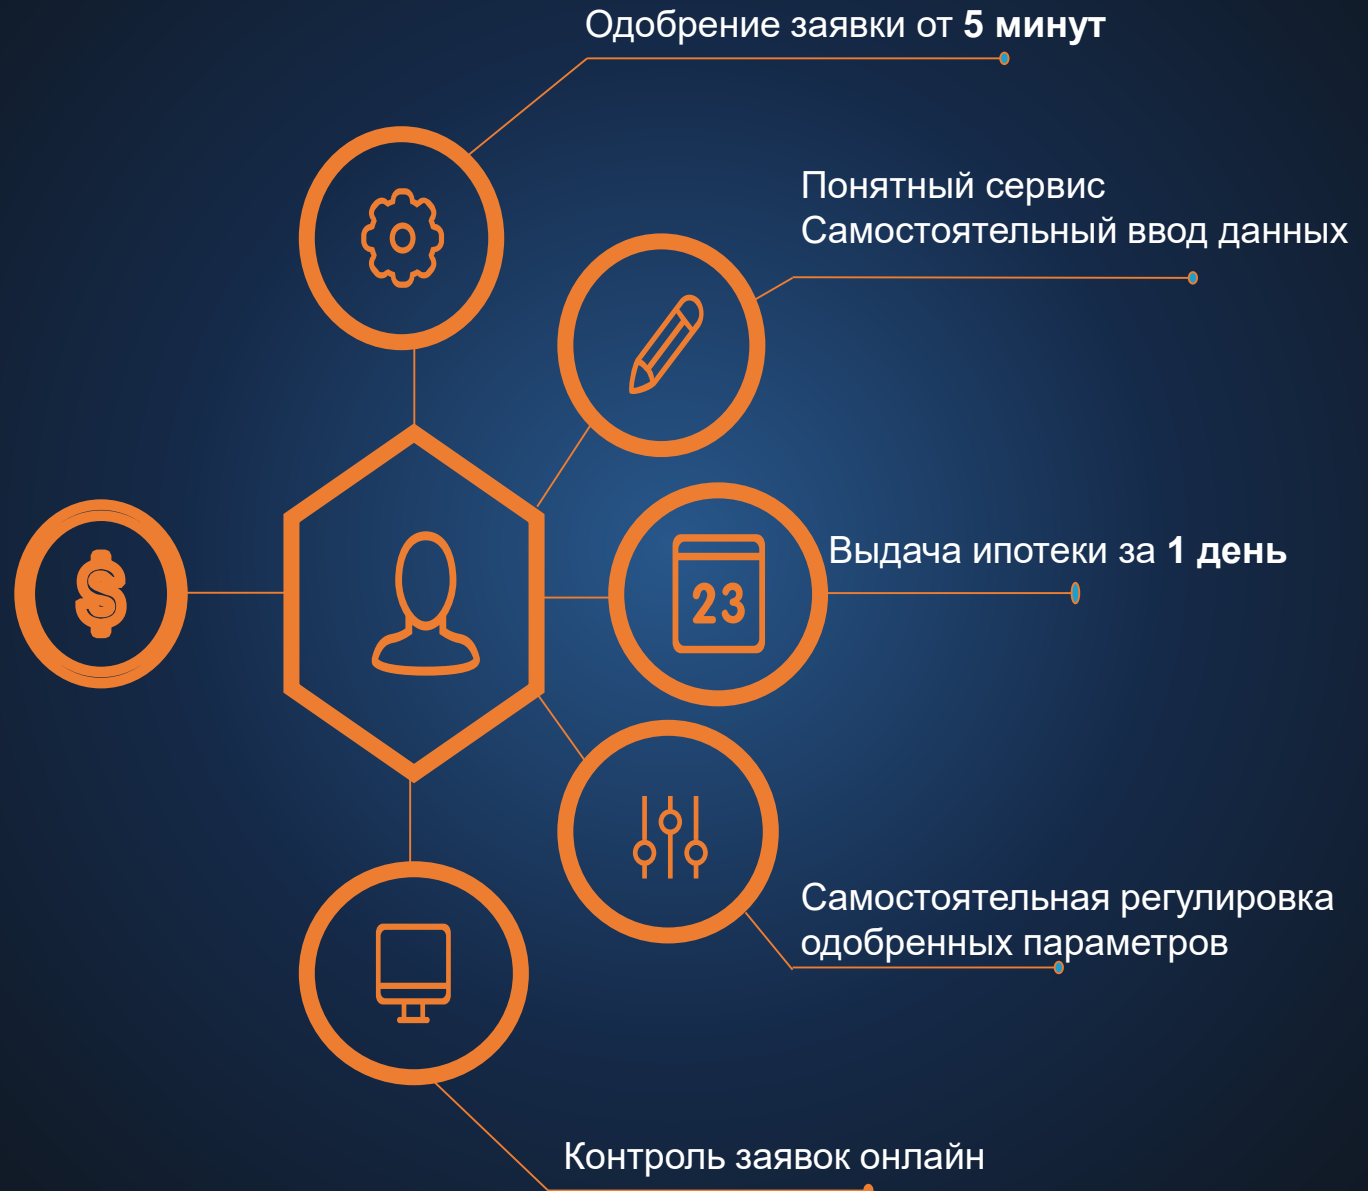 Одобрение заявки от 5 минут
Понятный сервис
Самостоятельный ввод данных
$
23
Выдача ипотеки за 1 день
Самостоятельная регулировка
одобренных параметров
Контроль заявок онлайн